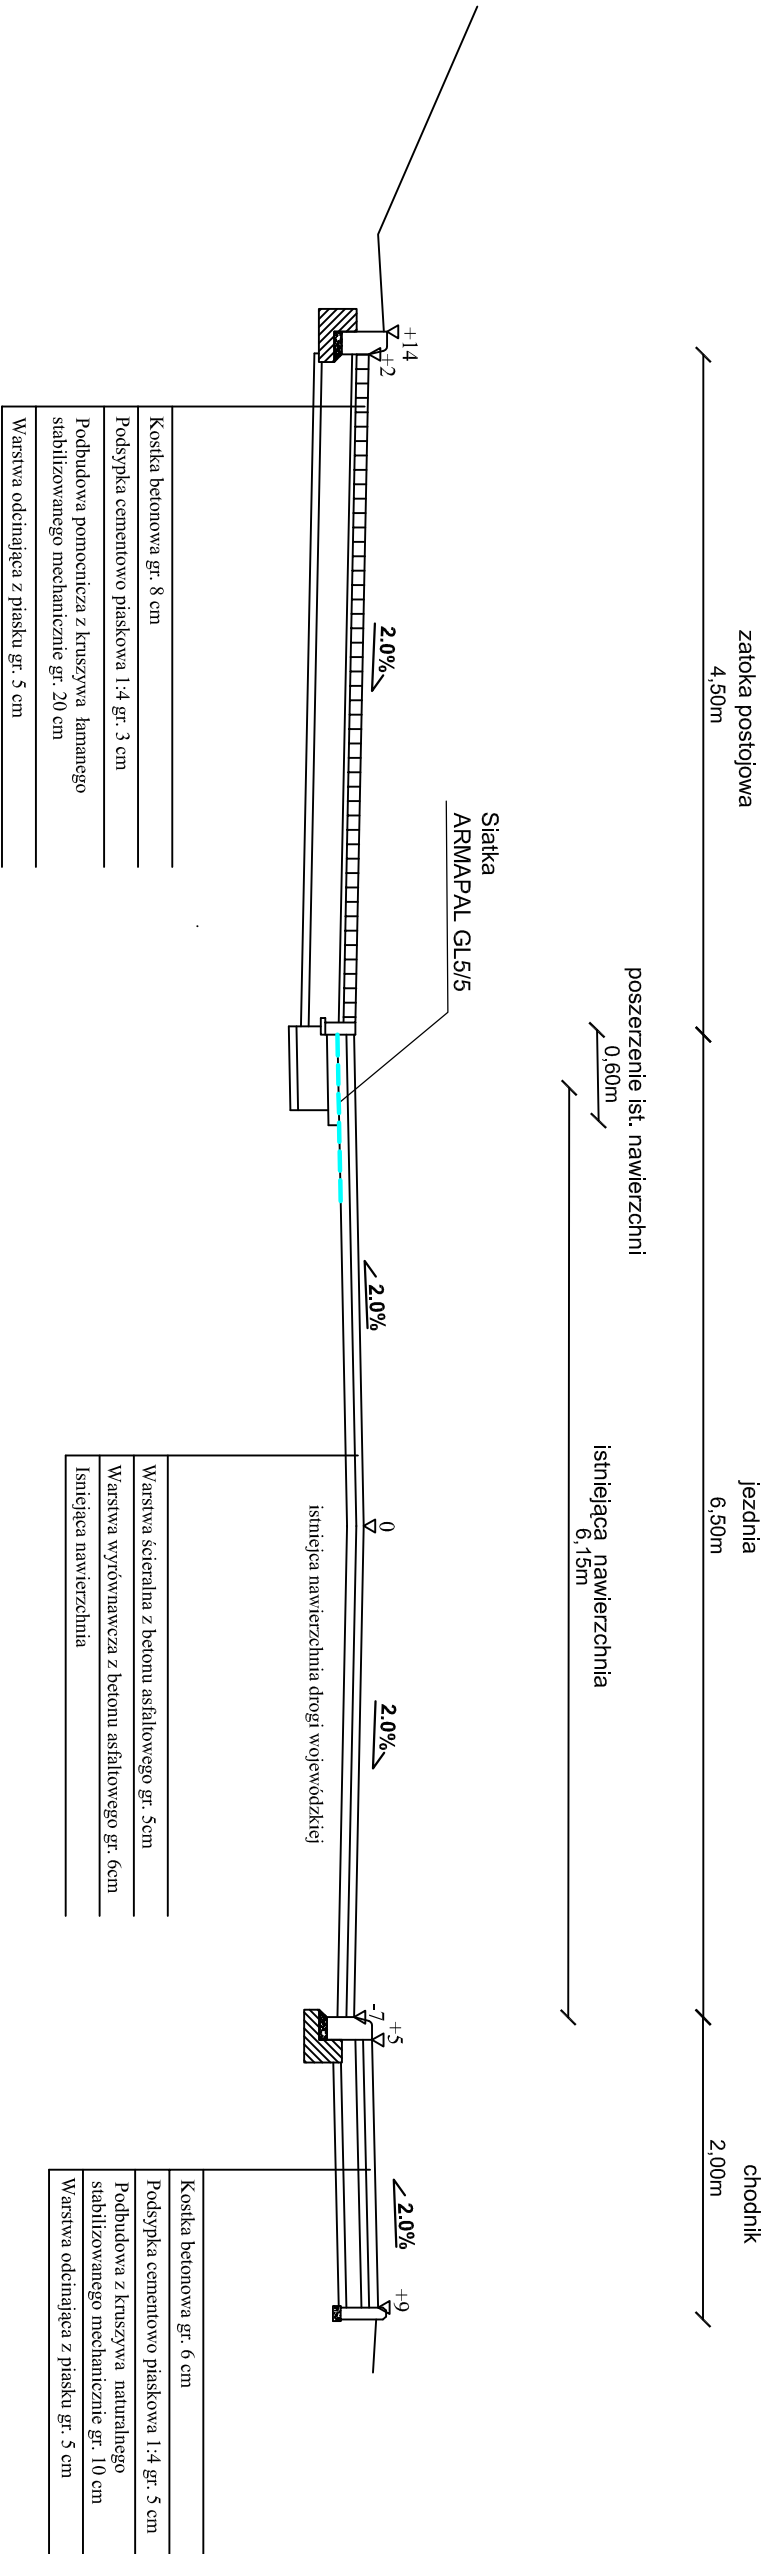 zatoka postojowa
4,50m
jezdnia
6,50m
chodnik
2,00m
poszerzenie ist. nawierzchni
0,60m
istniejąca nawierzchnia
6,15m
Siatka
ARMAPAL GL5/5
+14
+2
2.0%
2.0%
0
2.0%
-7
+5
2.0%
+9
istniejca nawierzchnia drogi wojewódzkiej
Kostka betonowa gr. 8 cm
Podsypka cementowo piaskowa 1:4 gr. 3 cm
Podbudowa pomocnicza z kruszywa łamanego
stabilizowanego mechanicznie gr. 20 cm
Warstwa odcinająca z piasku gr. 5 cm
Warstwa ścieralna z betonu asfaltowego gr. 5cm
Warstwa wyrównawcza z betonu asfaltowego gr. 6cm
Isniejąca nawierzchnia
Kostka betonowa gr. 6 cm
Podsypka cementowo piaskowa 1:4 gr. 5 cm
Podbudowa z kruszywa naturalnego
stabilizowanego mechanicznie gr. 10 cm
Warstwa odcinająca z piasku gr. 5 cm